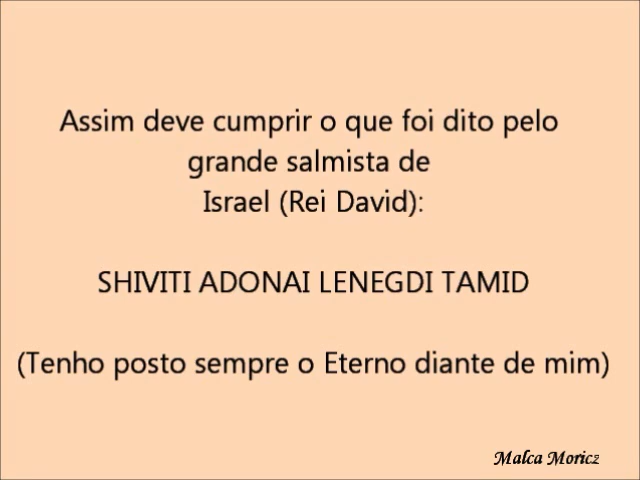 Assim deve cumprir o que foi dito pelo
grande salmista de
Israel (Rei David):
SHIVITI ADONAI LENEGDI TAMID
(Tenho posto sempre o Eterno diante de mim)
Malca Moricz